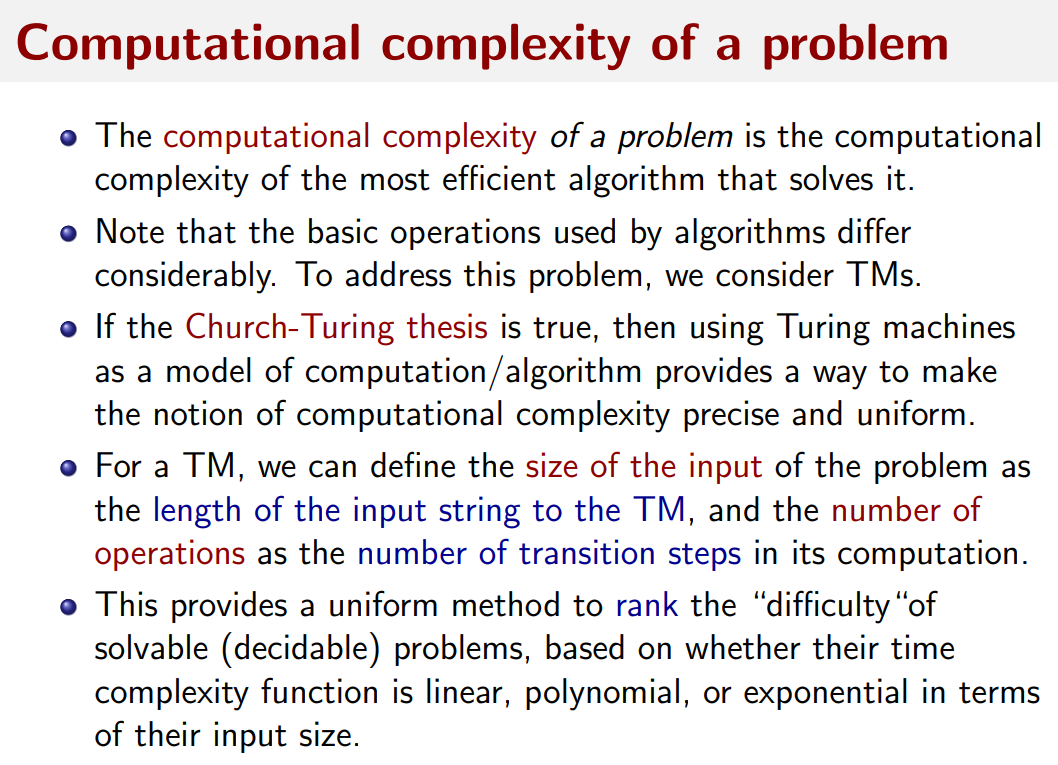 Computational complexity of a problem
The computational complexity of a problem is the computational
complexity of the most efficient algorithm that solves it.
Note that the basic operations used by algorithms differ
considerably. To address this problem, we consider TMs.
If the Church-Turing thesis is true, then using Turing machines
as a model of computation/algorithm provides a way to make
the notion of computational complexity precise and uniform.
For a TM, we can define the size of the input of the problem as
the length of the input string to the TM, and the number of
operations as the number of transition steps in its computation.
This provides a uniform method to rank the “difficulty“of
solvable (decidable) problems, based on whether their time
complexity function is linear, polynomial, or exponential in terms
of their input size.